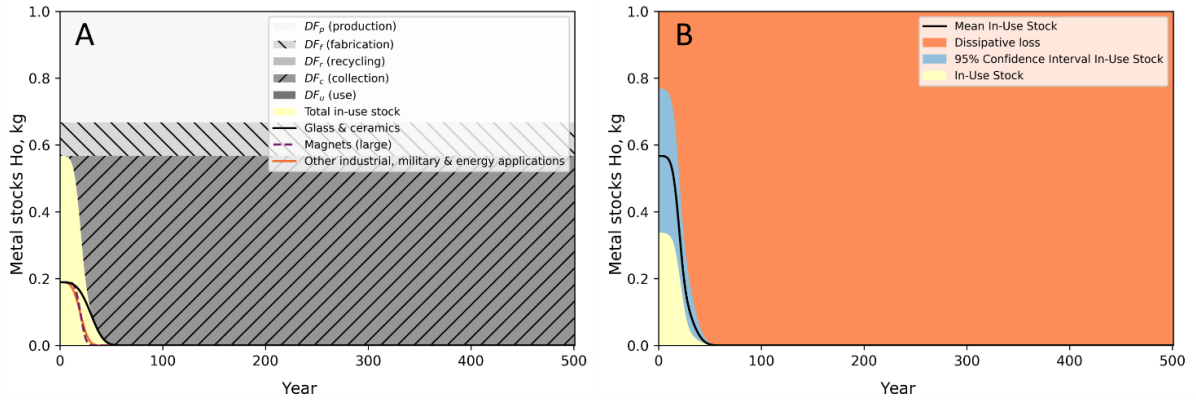 A
DF_p (production)
DF_f (fabrication)
DF_r (recycling)
DF_c (collection)
DF_u (use)
Total in-use stock
Glass & ceramics
Magnets (large)
Other industrial, military & energy applications
Metal stocks Ho, kg
1.0
0.8
0.6
0.4
0.2
0.0
0
100
200
300
400
500
Year
B
Mean In-Use Stock
Dissipative loss
95% Confidence Interval In-Use Stock
In-Use Stock
Metal stocks Ho, kg
1.0
0.8
0.6
0.4
0.2
0.0
0
100
200
300
400
500
Year